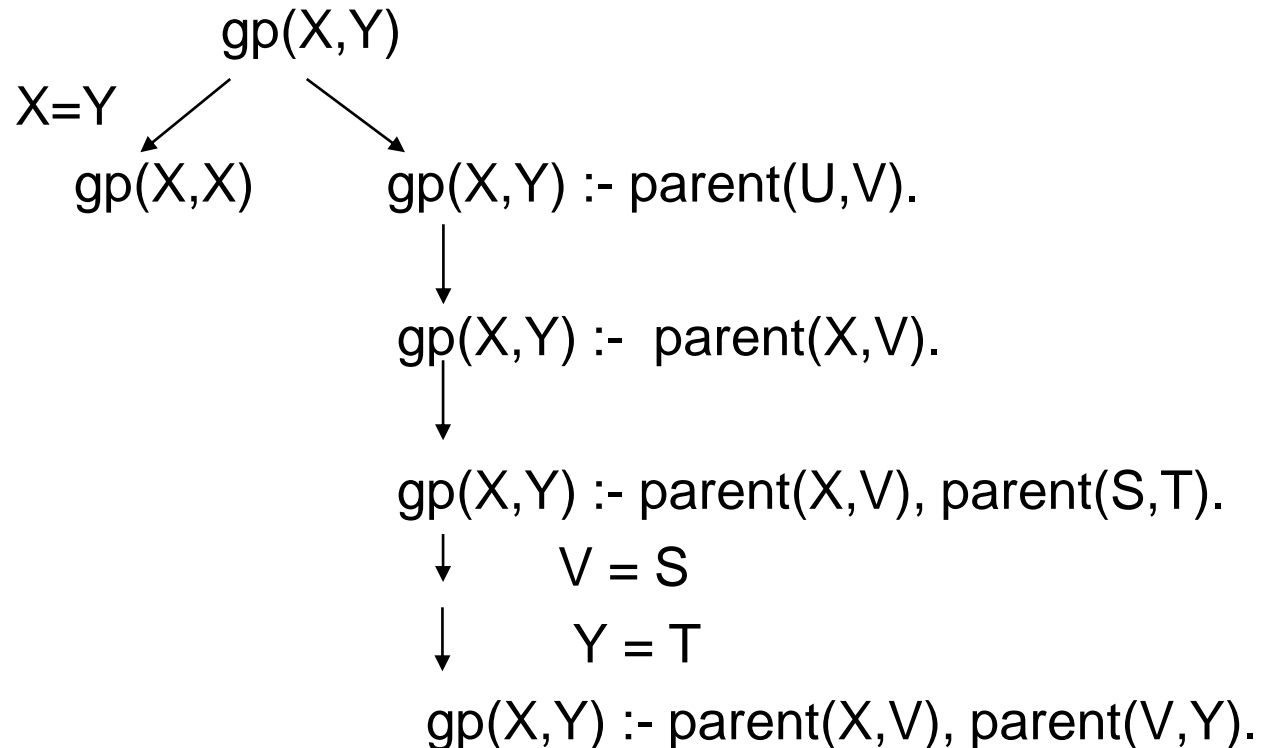 gp(X,Y)
X=Y
gp(X,X) gp(X,Y) :- parent(U,V).
gp(X,Y) :- parent(X,V).
gp(X,Y) :- parent(X,V), parent(S,T).
V = S
Y = T
gp(X,Y) :- parent(X,V), parent(V,Y).